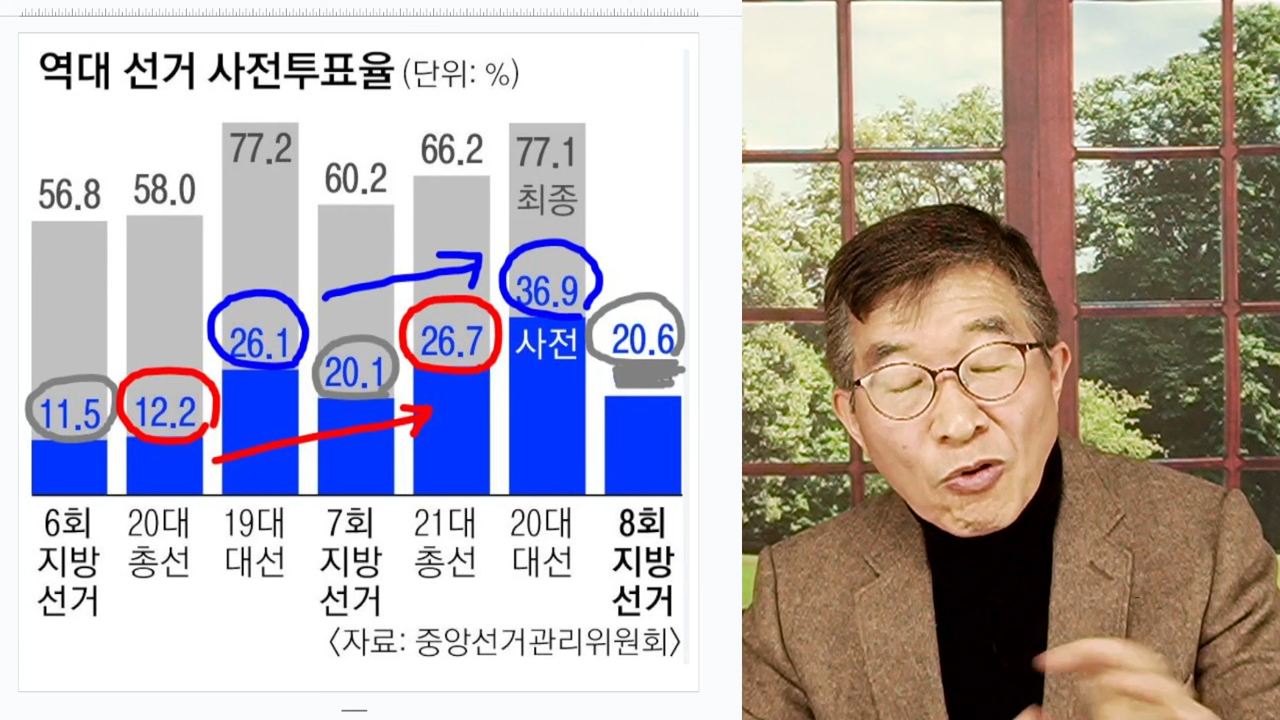 역대 선거 사전투표율 (단위: %)
77.2
66.2
77.1
최종
56.8
58.0
60.2
36.9
사전
26.1
26.7
20.6
20.1
11.5
12.2
6회 지방 선거
20대 총선
19대 대선
7회 지방 선거
21대 총선
20대 대선
8회 지방 선거
〈자료: 중앙선거관리위원회〉